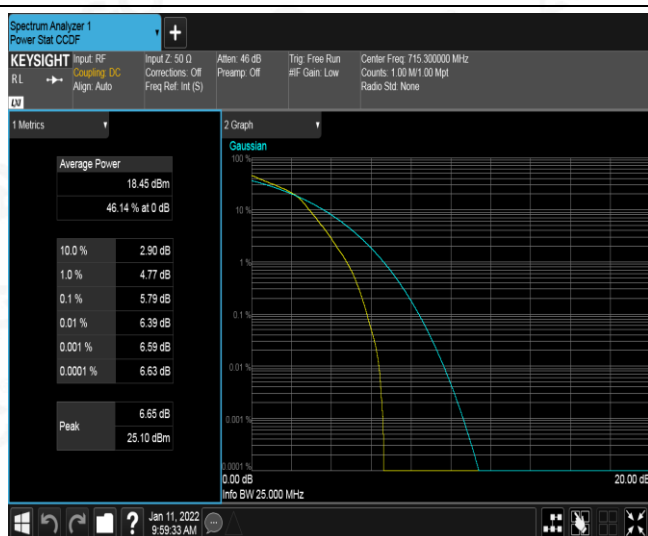 Spectrum Analyzer 1
Power Stat CCDF
+
KEYSIGHT
RL
LXI
Input: RF
Coupling: DC
Align: Auto
Input Z: 50 Ω
Corrections: Off
Freq Ref: Int (S)
Atten: 46 dB
Preamp: Off
Trig: Free Run
#IF Gain: Low
Center Freq: 715.300000 MHz
Counts: 1.00 M/1.00 Mpt
Radio Std: None
1 Metrics
Average Power
18.45 dBm
46.14 % at 0 dB
10.0 % 2.90 dB
1.0 % 4.77 dB
0.1 % 5.79 dB
0.01 % 6.39 dB
0.001 % 6.59 dB
0.0001 % 6.63 dB
Peak
6.65 dB
25.10 dBm
2 Graph
Gaussian
100 %
10 %
1 %
0.1 %
0.01 %
0.001 %
0.0001 %
0.00 dB
20.00 dB
Info BW 25.000 MHz
?
Jan 11, 2022
9:59:33 AM